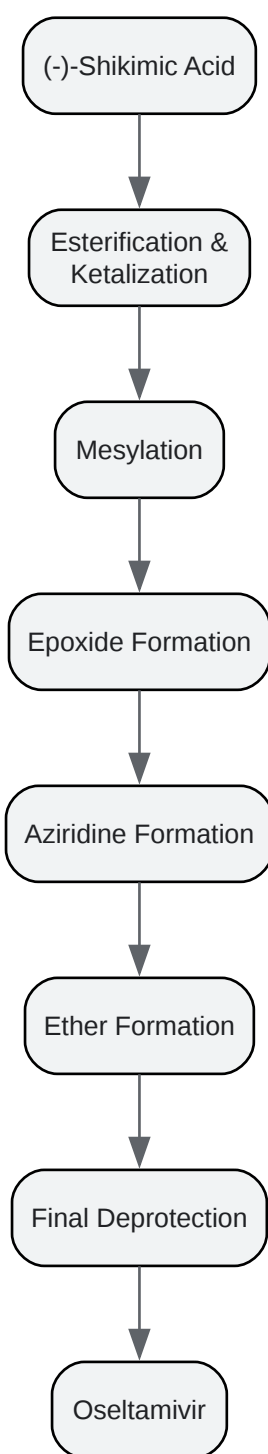 (-)-Shikimic Acid
Esterification &
Ketalization
Mesylation
Epoxide Formation
Aziridine Formation
Ether Formation
Final Deprotection
Oseltamivir